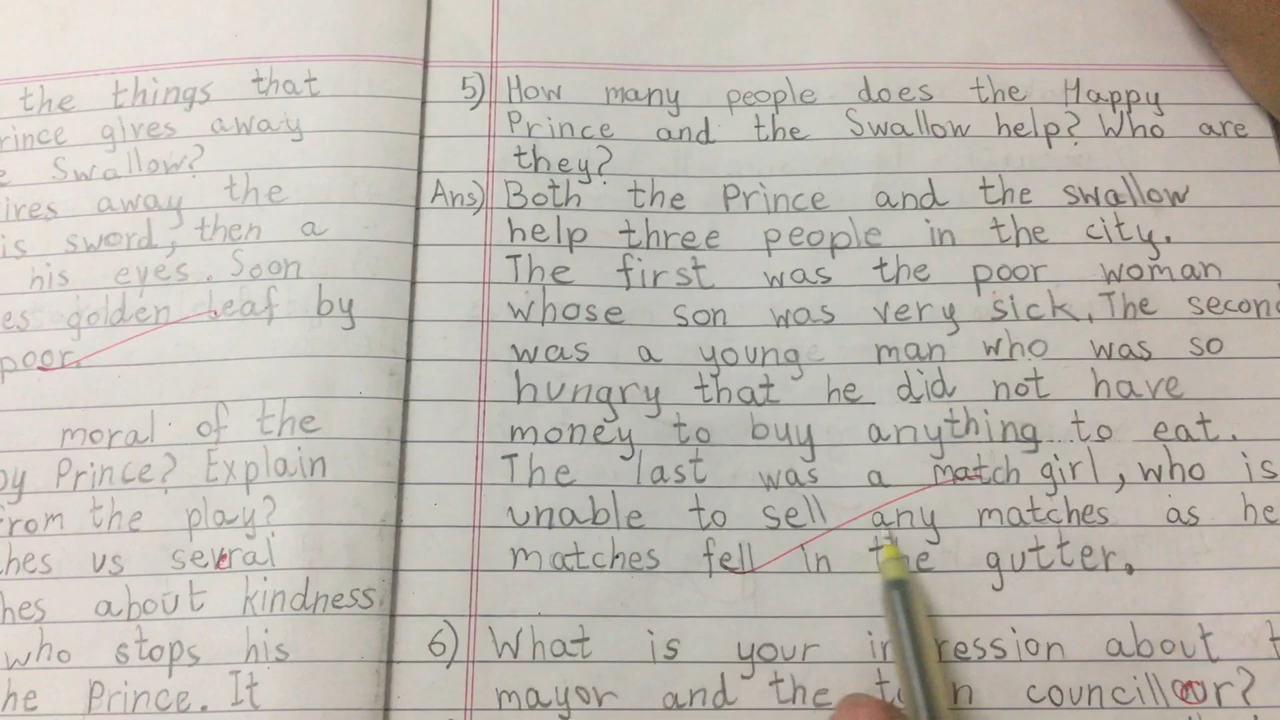 the things that
rince gives away
e Swallow?
ires away the
is sword, then a
his eyes. Soon
es golden leaf by
poor.
moral of the
py Prince? Explain
rom the play?
hes us several
hes about kindness.
who stops his
he Prince. It
5) How many people does the Happy
Prince and the Swallow help? Who are
they?
Ans) Both the Prince and the swallow
help three people in the city.
The first was the poor woman
whose son was very sick. The second
was a young man who was so
hungry that he did not have
money to buy anything to eat.
The last was a match girl, who is
unable to sell any matches as he
matches fell in the gutter.
6) What is your impression about t
mayor and the town councillor?